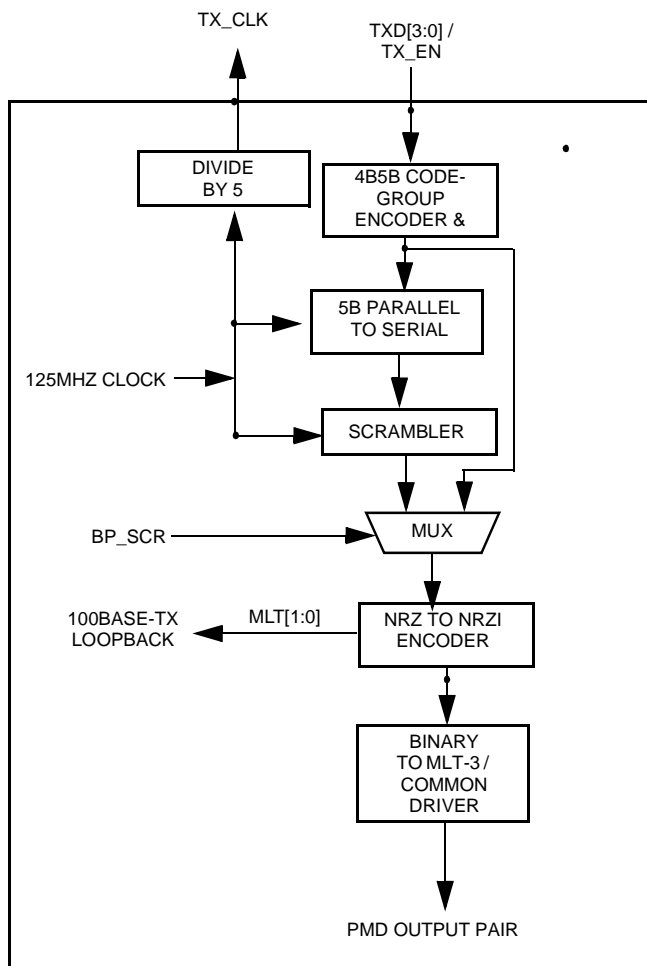 TX_CLK
TXD[3:0] /
TX_EN
DIVIDE
BY 5
4B5B CODE-
GROUP
ENCODER &
5B PARALLEL
TO SERIAL
125MHZ CLOCK
SCRAMBLER
BP_SCR
MUX
100BASE-TX
LOOPBACK
MLT[1:0]
NRZ TO NRZI
ENCODER
BINARY
TO MLT-3 /
COMMON
DRIVER
PMD OUTPUT PAIR